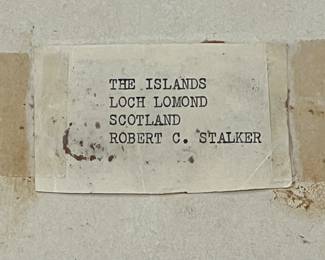 THE ISLANDS
LOCH LOMOND
SCOTLAND
ROBERT C. STALKER